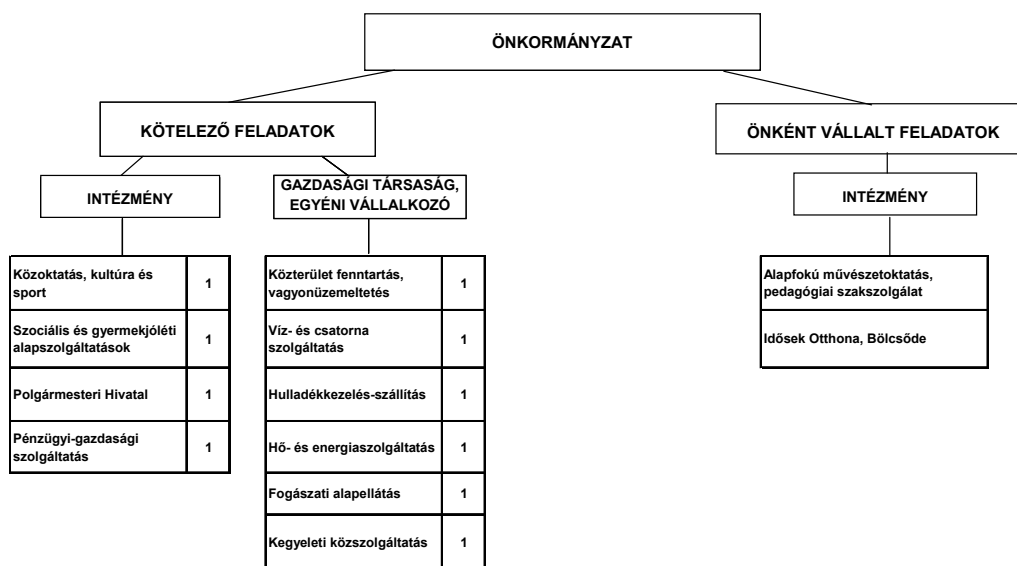 ÖNKORMÁNYZAT
KÖTELEZŐ FELADATOK
ÖNKÉNT VÁLLALT FELADATOK
INTÉZMÉNY
GAZDASÁGI TÁRSASÁG,
EGYÉNI VÁLLALKOZÓ
INTÉZMÉNY
Közoktatás, kultúra és
sport
1
Szociális és gyermekjóléti
alapszolgáltatások
1
Polgármesteri Hivatal
1
Pénzügyi-gazdasági
szolgáltatás
1
Közterület fenntartás,
vagyonüzemeltetés
1
Víz- és csatorna
szolgáltatás
1
Hulladékkezelés-szállítás
1
Hő- és energiaszolgáltatás
1
Fogászati alapellátás
1
Kegyeleti közszolgáltatás
1
Alapfokú művészetoktatás,
pedagógiai szakszolgálat
Idősek Otthona, Bölcsőde